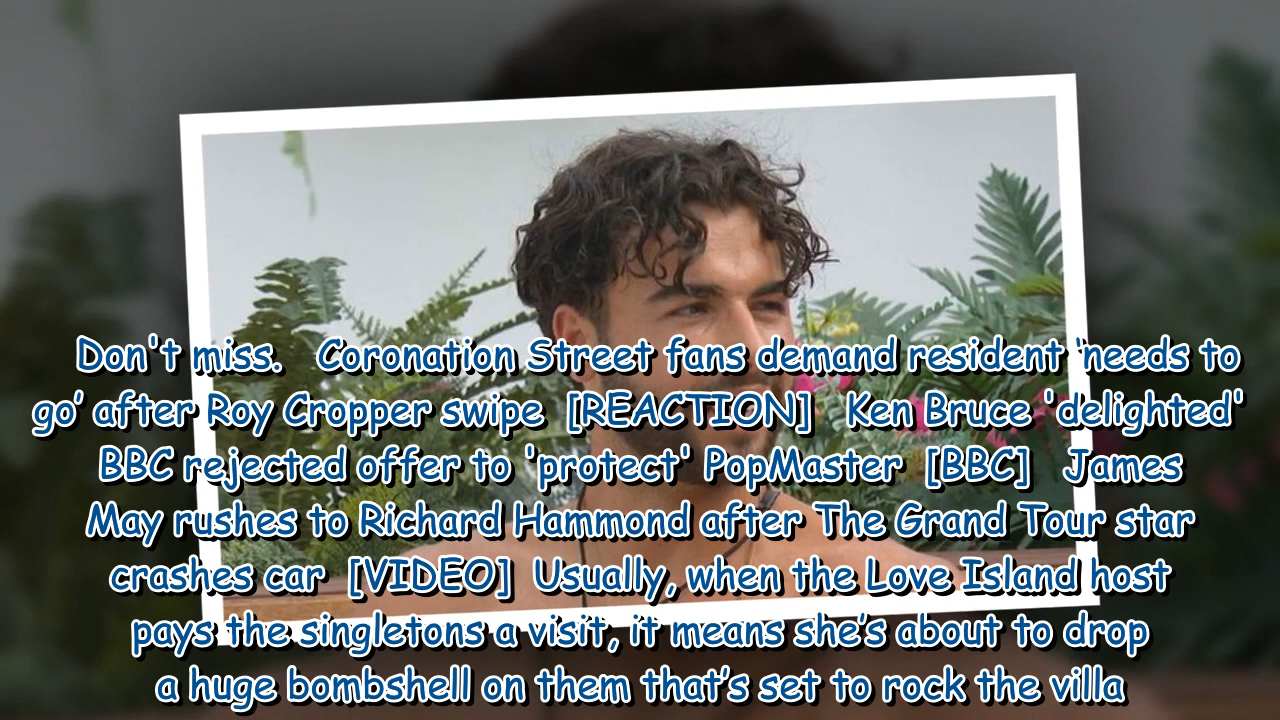 Don't miss.   Coronation Street fans demand resident ‘needs to
go’ after Roy Cropper swipe  [REACTION]   Ken Bruce 'delighted'
BBC rejected offer to 'protect' PopMaster  [BBC]   James
May rushes to Richard Hammond after The Grand Tour star
crashes car  [VIDEO]  Usually, when the Love Island host
pays the singletons a visit, it means she’s about to drop
a huge bombshell on them that’s set to rock the villa